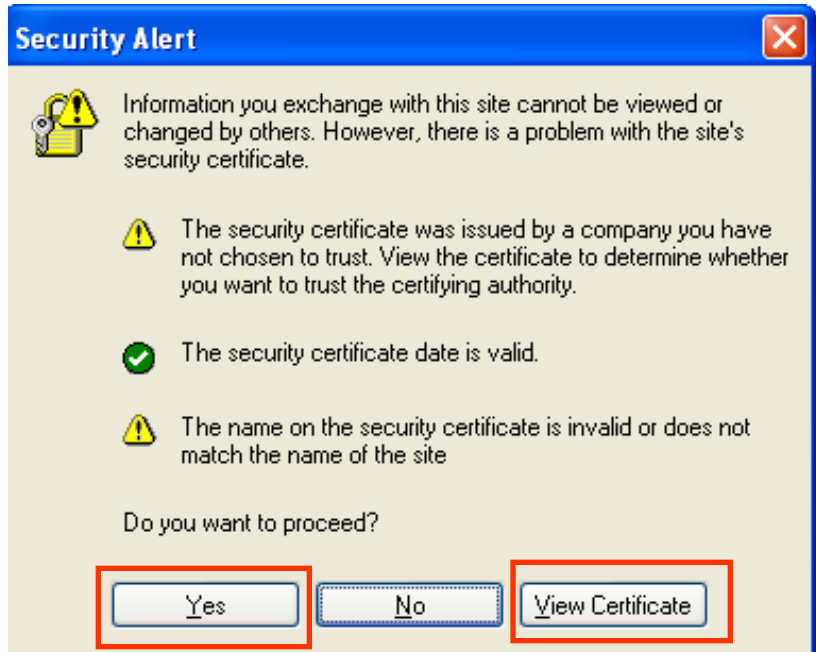 Security Alert
Information you exchange with this site cannot be viewed or
changed by others. However, there is a problem with the site's
security certificate.
The security certificate was issued by a company you have
not chosen to trust. View the certificate to determine whether
you want to trust the certifying authority.
The security certificate date is valid.
The name on the security certificate is invalid or does not
match the name of the site
Do you want to proceed?
Yes No View Certificate